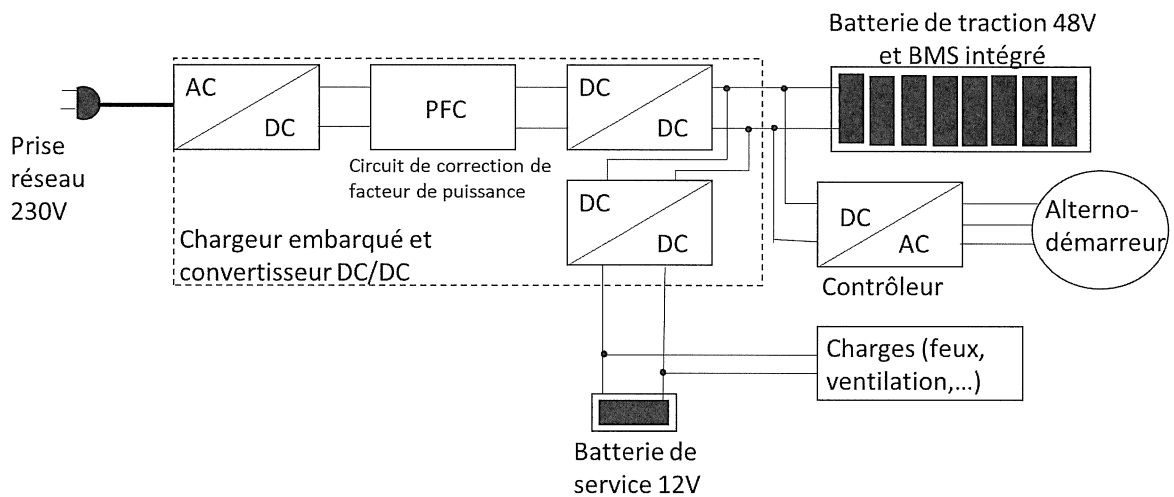 Batterie de traction 48V
et BMS intégré
AC
DC
PFC
DC
DC
Prise
réseau
230V
Circuit de correction de
facteur de puissance
DC
DC
Chargeur embarqué et
convertisseur DC/DC
DC
AC
Alterno-
démarreur
Contrôleur
Charges (feux,
ventilation,...)
Batterie de
service 12V